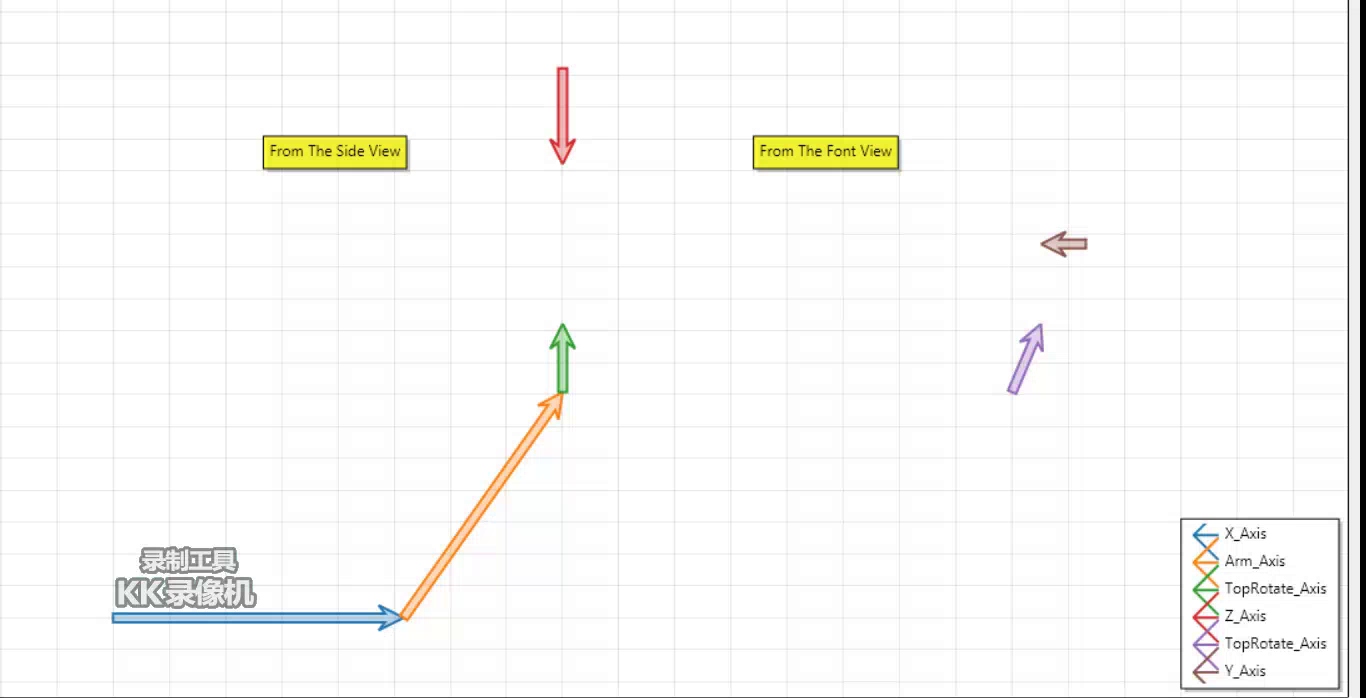 From The Side View
From The Font View
录制工具
KK录像机
X_Axis
Arm_Axis
TopRotate_Axis
Z_Axis
TopRotate_Axis
Y_Axis